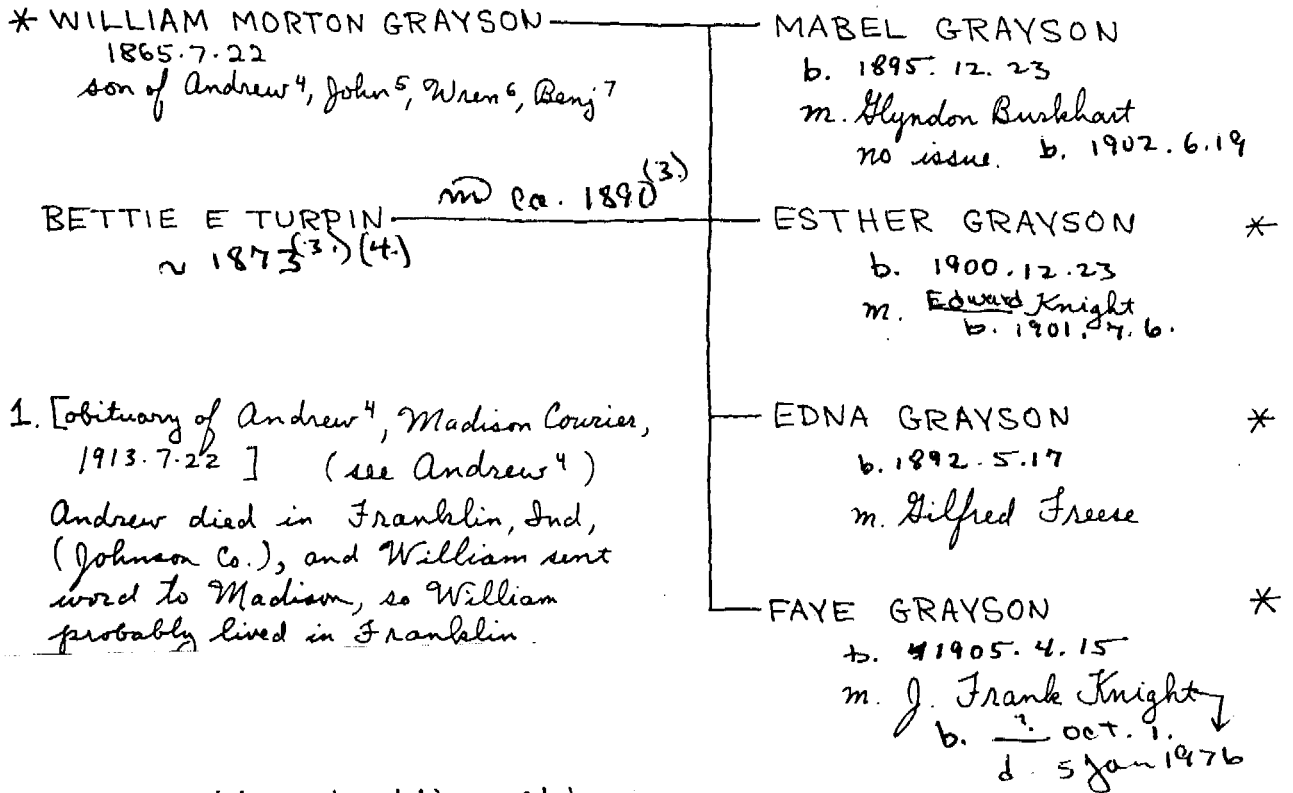 * WILLIAM MORTON GRAYSON
1865.7.22
son of Andrew⁴, John⁵, Wren⁶, Benj⁷
BETTIE E TURPIN
~ 1873 (3.) (4.)
m ca. 1890 (3.)
1. [obituary of Andrew⁴, Madison Courier,
1913.7.22 ] (see Andrew⁴)
Andrew died in Franklin, Ind,
(Johnson Co.), and William sent
word to Madison, so William
probably lived in Franklin
MABEL GRAYSON
b. 1895. 12. 23
m. Glyndon Burkhart
no issue. b. 1902. 6. 19
ESTHER GRAYSON *
b. 1900. 12. 23
m. Edward Knight
b. 1901. 7. 6.
EDNA GRAYSON *
b. 1892. 5. 17
m. Gilfred Freese
FAYE GRAYSON *
b. 1905. 4. 15
m. J. Frank Knight
b. ? oct. 1.
d. 5 Jan 1976